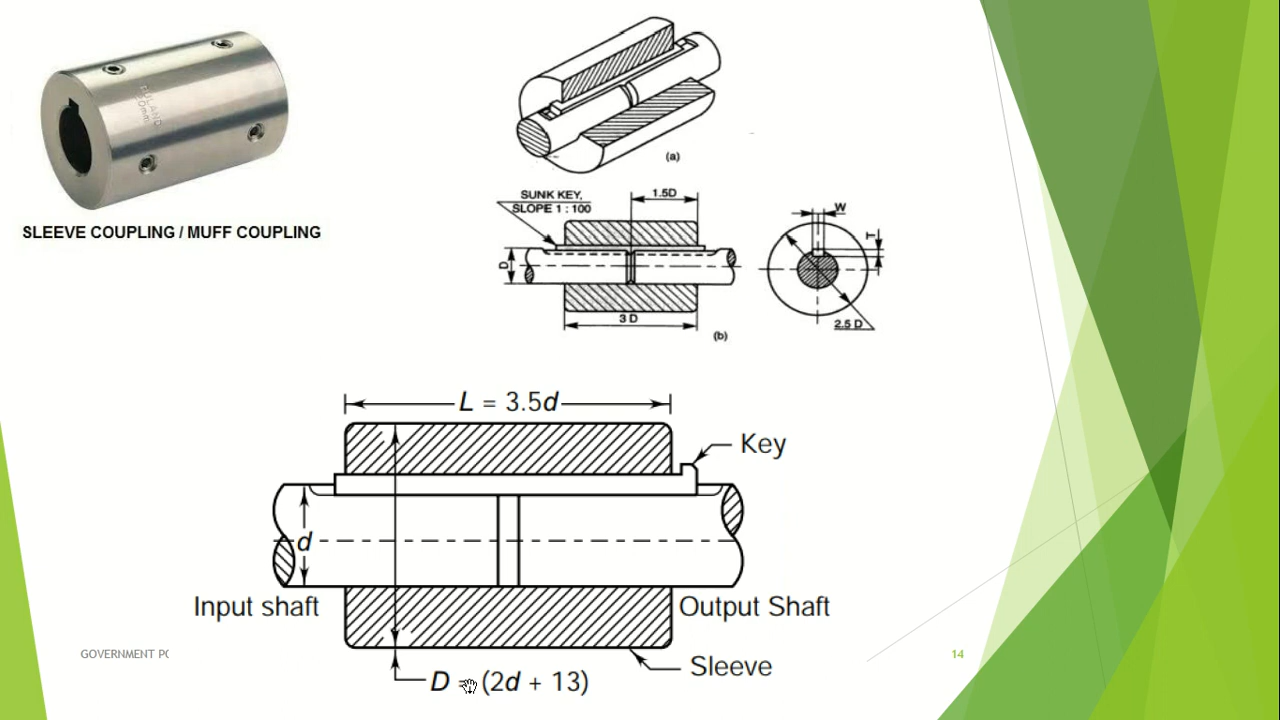 SLEEVE COUPLING / MUFF COUPLING
(a)
SUNK KEY,
SLOPE 1 : 100
1.5D
D
3 D
(b)
W
T
2.5 D
L = 3.5d
Key
d
Input shaft
Output Shaft
Sleeve
D = (2d + 13)
GOVERNMENT
14